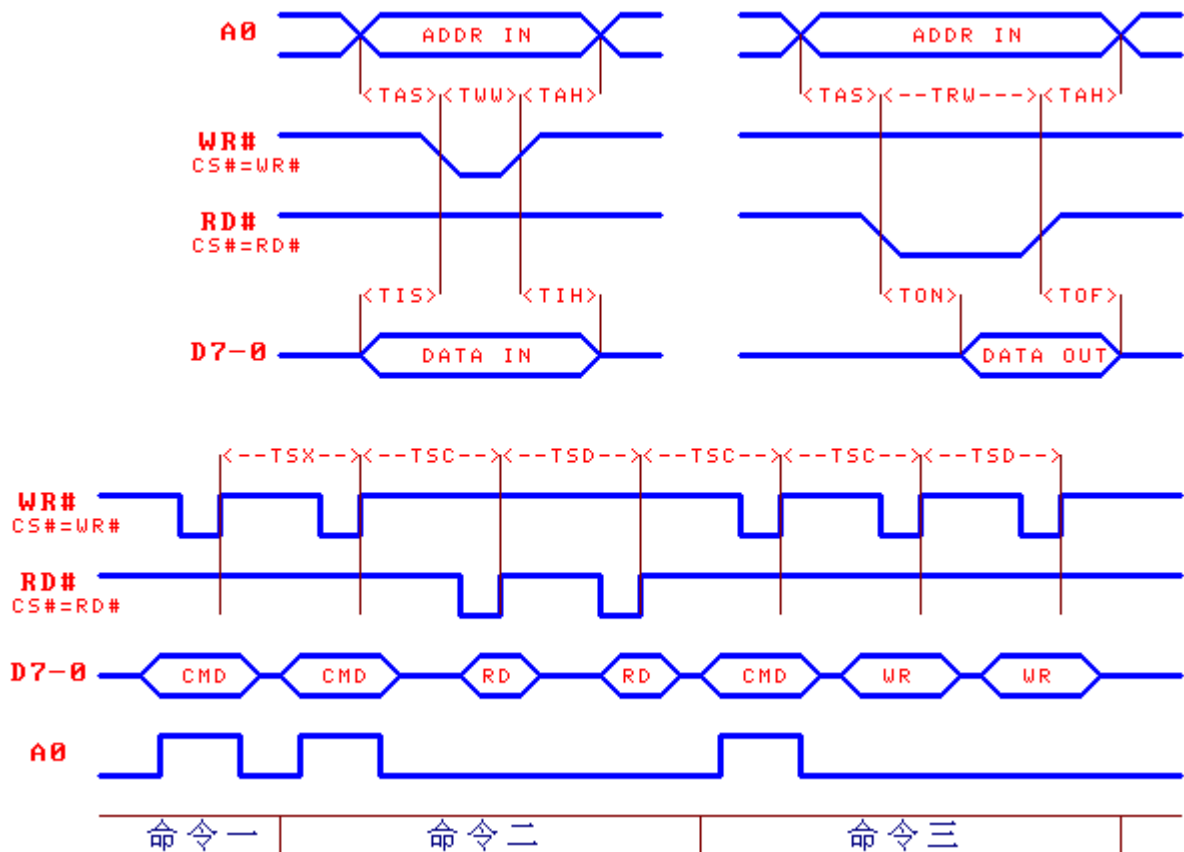 A0 ADDR IN ADDR IN
<TAS> <TWW> <TAH> <TAS> <--TRW---> <TAH>
WR#
CS#=WR#
RD#
CS#=RD#
<TIS> <TIH> <TON> <TOF>
D7-0 DATA IN DATA OUT
<--TSX--> <--TSC--> <--TSD--> <--TSC--> <--TSC--> <--TSD-->
WR#
CS#=WR#
RD#
CS#=RD#
D7-0 CMD CMD RD RD CMD WR WR
A0
命令一 命令二 命令三